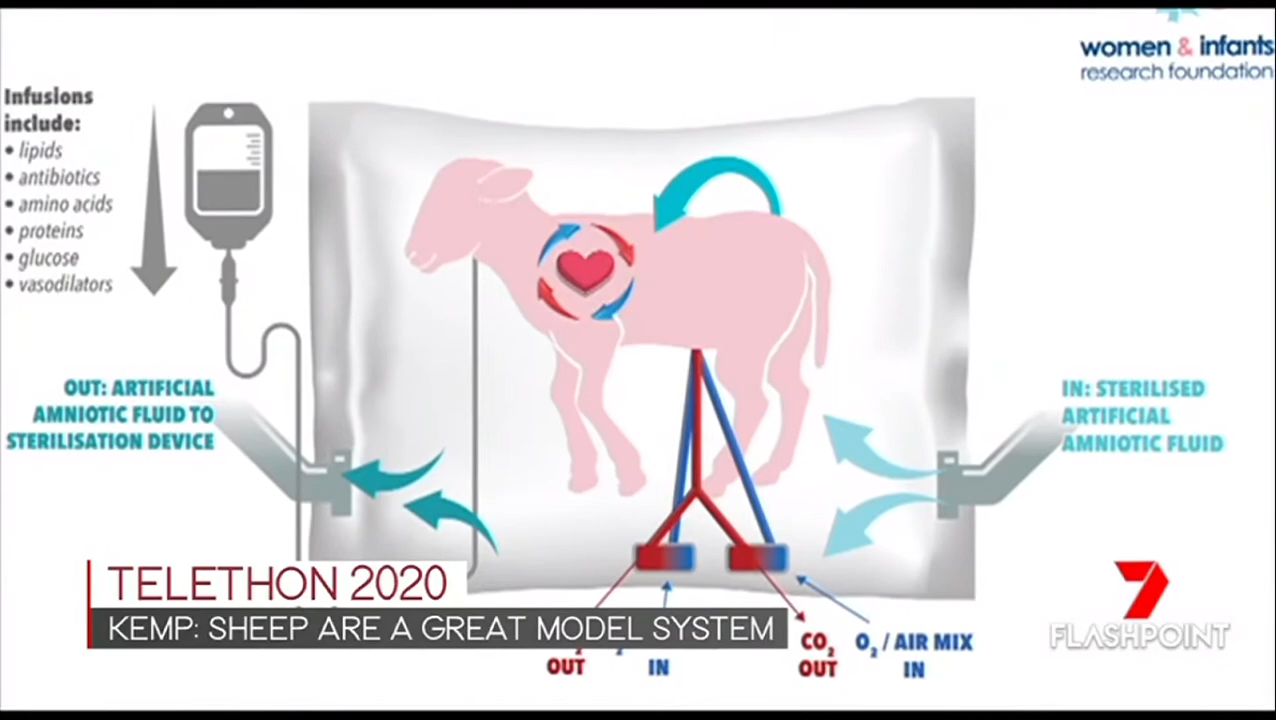 women & infants
research foundation
Infusions
include:
• lipids
• antibiotics
• amino acids
• proteins
• glucose
• vasodilators
OUT: ARTIFICIAL
AMNIOTIC FLUID TO
STERILISATION DEVICE
IN: STERILISED
ARTIFICIAL
AMNIOTIC FLUID
TELETHON 2020
KEMP: SHEEP ARE A GREAT MODEL SYSTEM
7
FLASHPOINT
2 OUT
2 IN
CO₂ OUT
O₂ / AIR MIX
IN